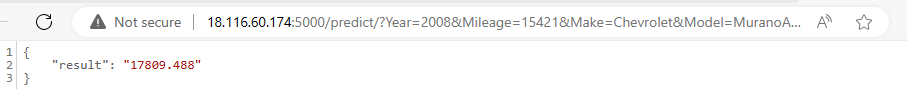 Not secure 18.116.60.174:5000/predict/?Year=2008&Mileage=15421&Make=Chevrolet&Model=MuranoA...
1 {
2 "result": "17809.488"
3 }